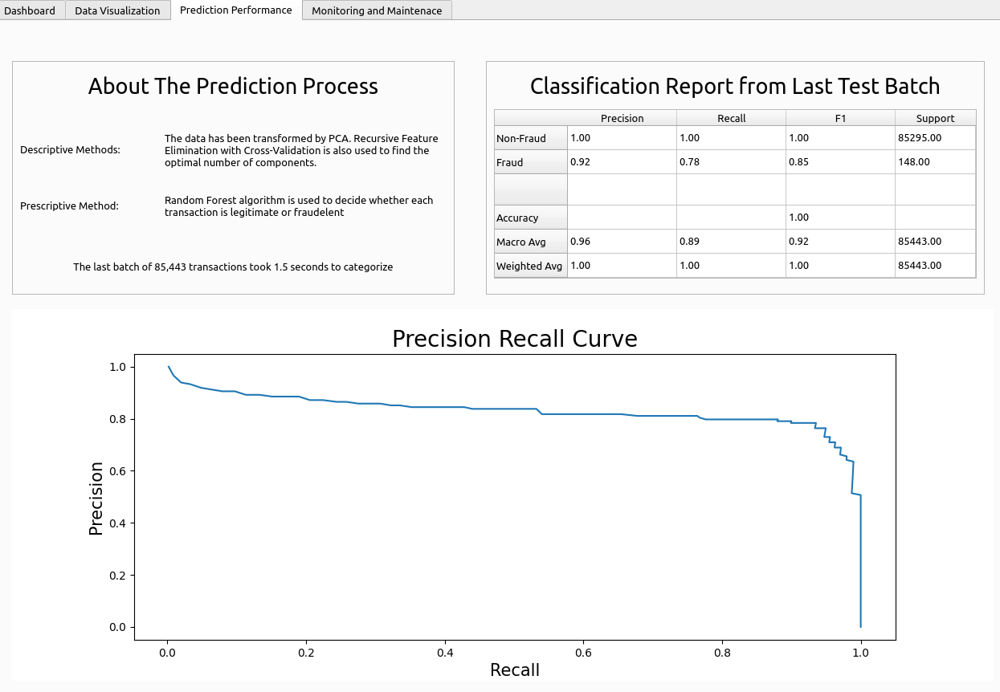 Dashboard Data Visualization Prediction Performance Monitoring and Maintenace
About The Prediction Process
Descriptive Methods:
The data has been transformed by PCA. Recursive Feature
Elimination with Cross-Validation is also used to find the
optimal number of components.
Prescriptive Method:
Random Forest algorithm is used to decide whether each
transaction is legitimate or fraudelent
The last batch of 85,443 transactions took 1.5 seconds to categorize
Classification Report from Last Test Batch
Precision Recall F1 Support
Non-Fraud 1.00 1.00 1.00 85295.00
Fraud 0.92 0.78 0.85 148.00
Accuracy 1.00
Macro Avg 0.96 0.89 0.92 85443.00
Weighted Avg 1.00 1.00 1.00 85443.00
Precision Recall Curve
Precision
1.0
0.8
0.6
0.4
0.2
0.0
0.0 0.2 0.4 0.6 0.8 1.0
Recall